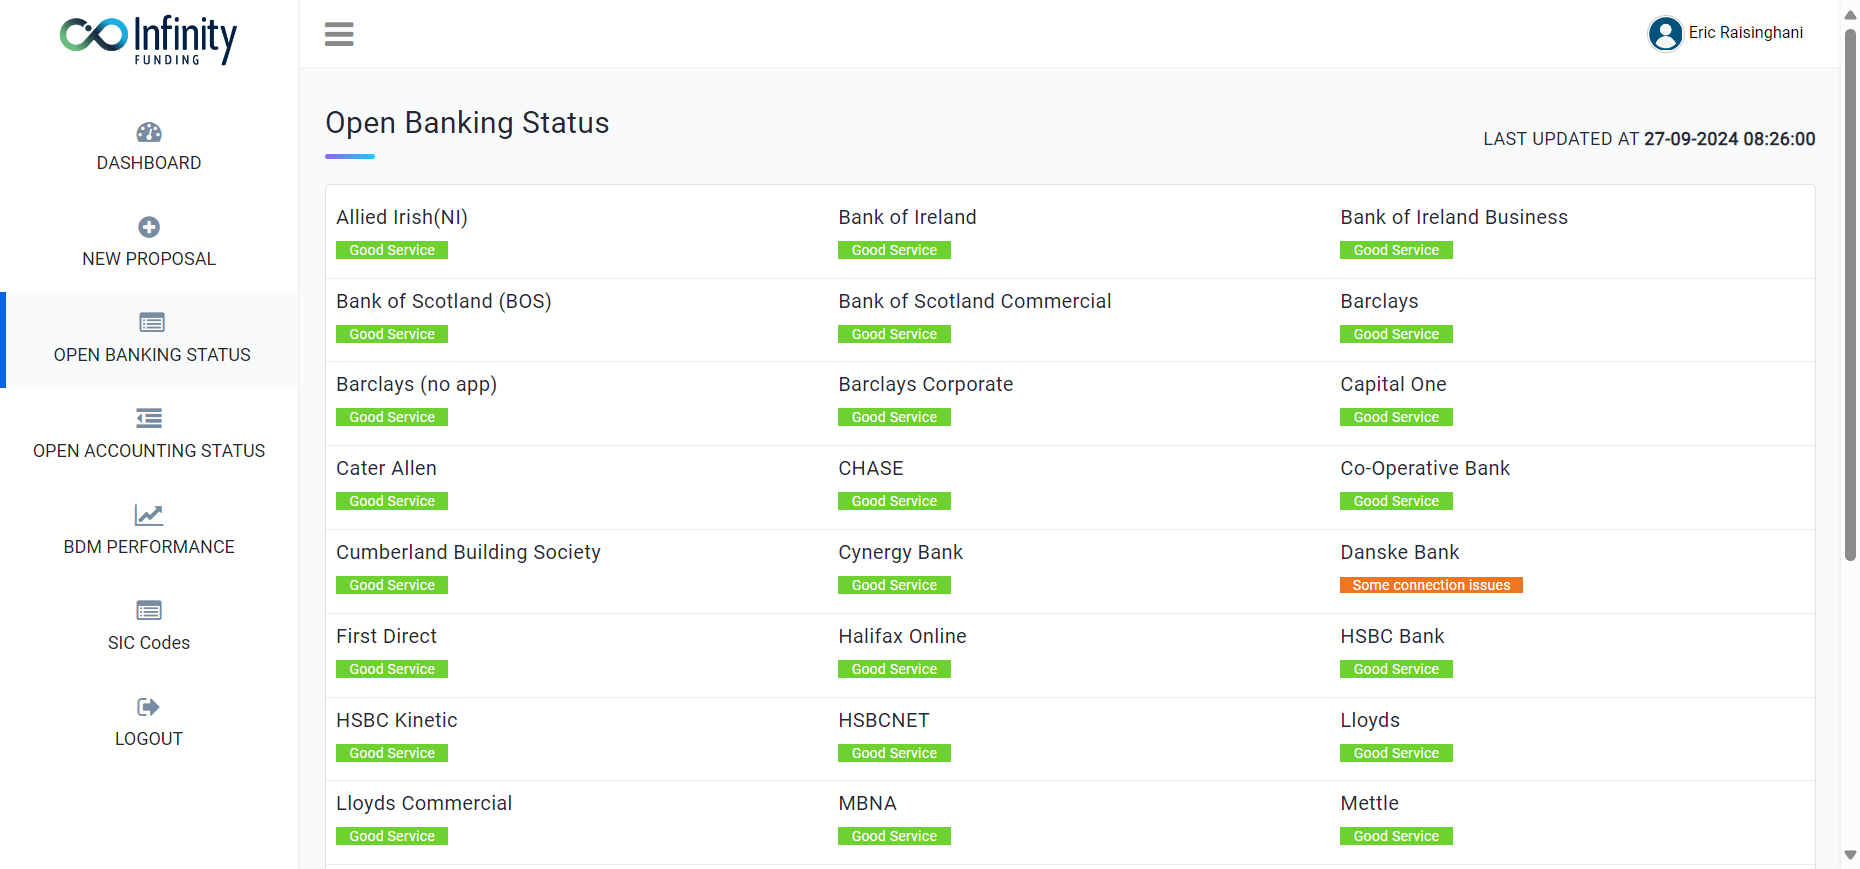 Infinity
FUNDING
Eric Raisinghani
DASHBOARD
NEW PROPOSAL
OPEN BANKING STATUS
OPEN ACCOUNTING STATUS
BDM PERFORMANCE
SIC Codes
LOGOUT
Open Banking Status
LAST UPDATED AT 27-09-2024 08:26:00
Allied Irish(NI)
Good Service
Bank of Ireland
Good Service
Bank of Ireland Business
Good Service
Bank of Scotland (BOS)
Good Service
Bank of Scotland Commercial
Good Service
Barclays
Good Service
Barclays (no app)
Good Service
Barclays Corporate
Good Service
Capital One
Good Service
Cater Allen
Good Service
CHASE
Good Service
Co-Operative Bank
Good Service
Cumberland Building Society
Good Service
Cynergy Bank
Good Service
Danske Bank
Some connection issues
First Direct
Good Service
Halifax Online
Good Service
HSBC Bank
Good Service
HSBC Kinetic
Good Service
HSBCNET
Good Service
Lloyds
Good Service
Lloyds Commercial
Good Service
MBNA
Good Service
Mettle
Good Service